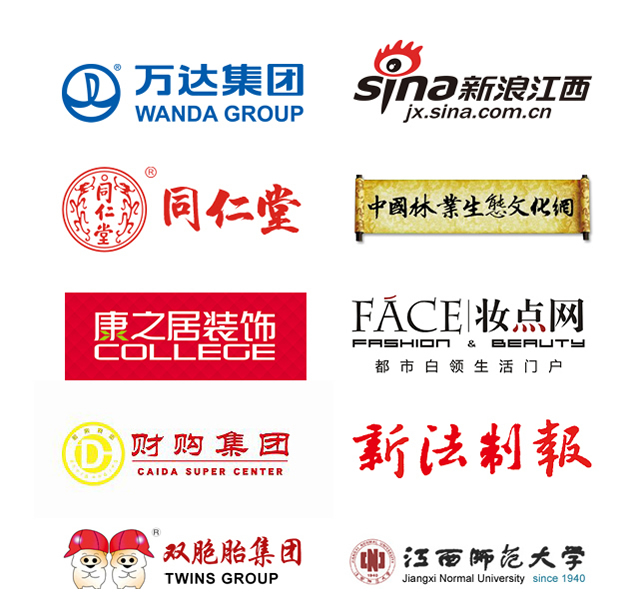 万达集团
WANDA GROUP
sina新浪江西
jx.sina.com.cn
同仁堂
同仁堂
中國林業生態文化網
康之居装饰
COLLEGE
FACE 妆点网
FASHION & BEAUTY
都市白领生活门户
财购集团
CAIDA SUPER CENTER
新法制報
双胞胎集团
TWINS GROUP
江西师范大学
Jiangxi Normal University since 1940